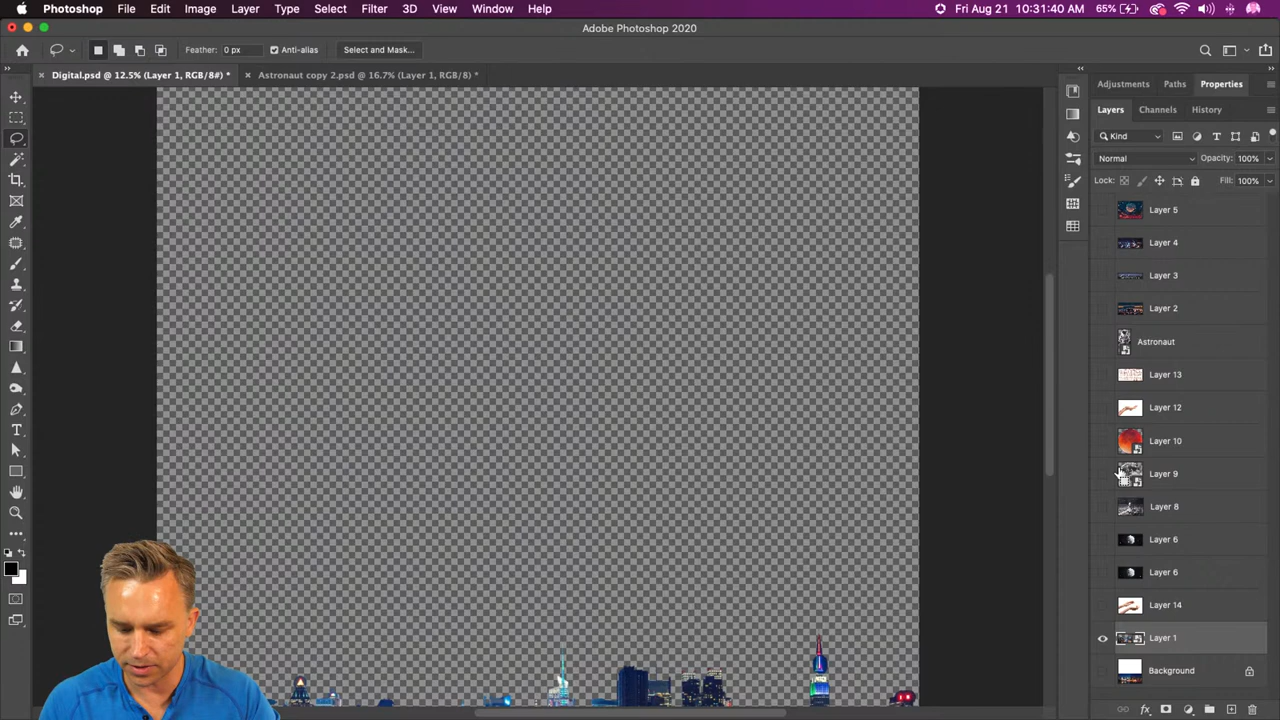 Photoshop File Edit Image Layer Type Select Filter 3D View Window Help 65% Fri Aug 21 10:31:40 AM
Adobe Photoshop 2020
Feather: 0 px Anti-alias Select and Mask...
× Digital.psd @ 12.5% (Layer 1, RGB/8#) * × Astronaut copy 2.psd @ 16.7% (Layer 1, RGB/8) *
Adjustments Paths Properties
Layers Channels History
Kind
Normal Opacity: 100%
Lock: Fill: 100%
Layer 5
Layer 4
Layer 3
Layer 2
Astronaut
Layer 13
Layer 12
Layer 10
Layer 9
Layer 8
Layer 6
Layer 6
Layer 14
Layer 1
Background